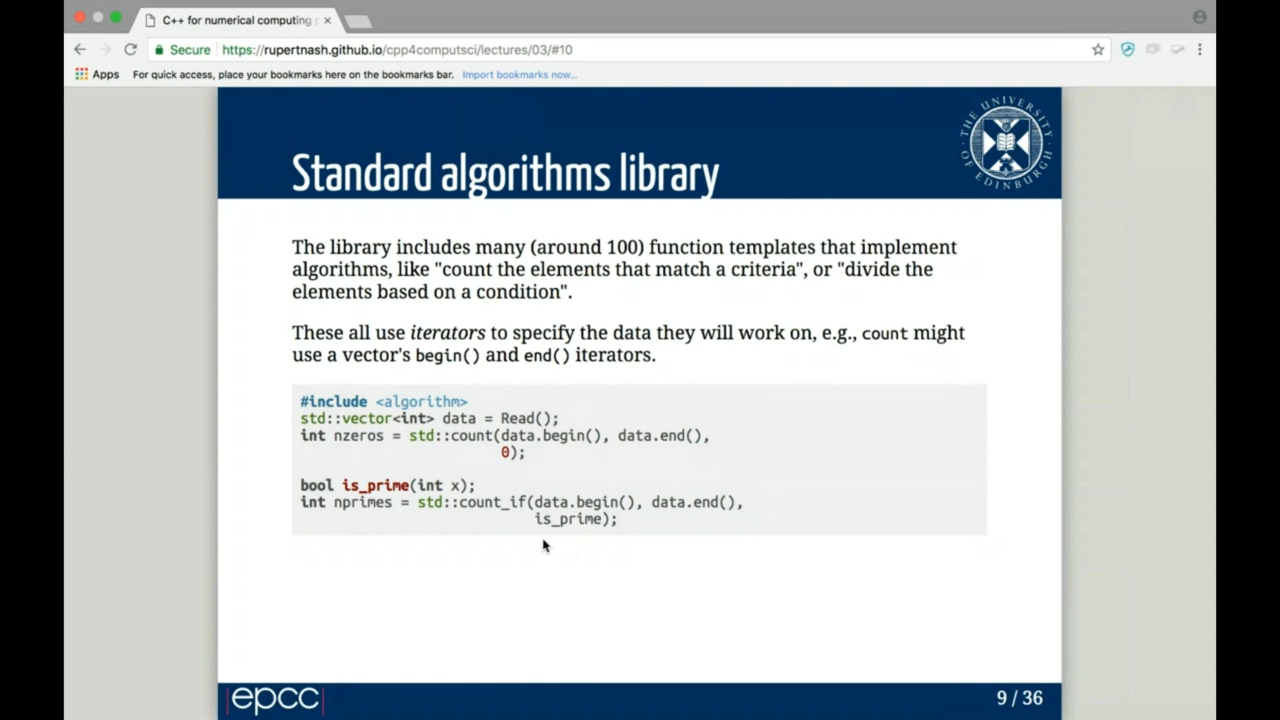 C++ for numerical computing
Secure https://rupertnash.github.io/cpp4computsci/lectures/03/#10
Apps For quick access, place your bookmarks here on the bookmarks bar. Import bookmarks now...
THE UNIVERSITY OF EDINBURGH
Standard algorithms library
The library includes many (around 100) function templates that implement
algorithms, like "count the elements that match a criteria", or "divide the
elements based on a condition".
These all use iterators to specify the data they will work on, e.g., count might
use a vector's begin() and end() iterators.
#include <algorithm>
std::vector<int> data = Read();
int nzeros = std::count(data.begin(), data.end(),
0);
bool is_prime(int x);
int nprimes = std::count_if(data.begin(), data.end(),
is_prime);
epcc
9 / 36